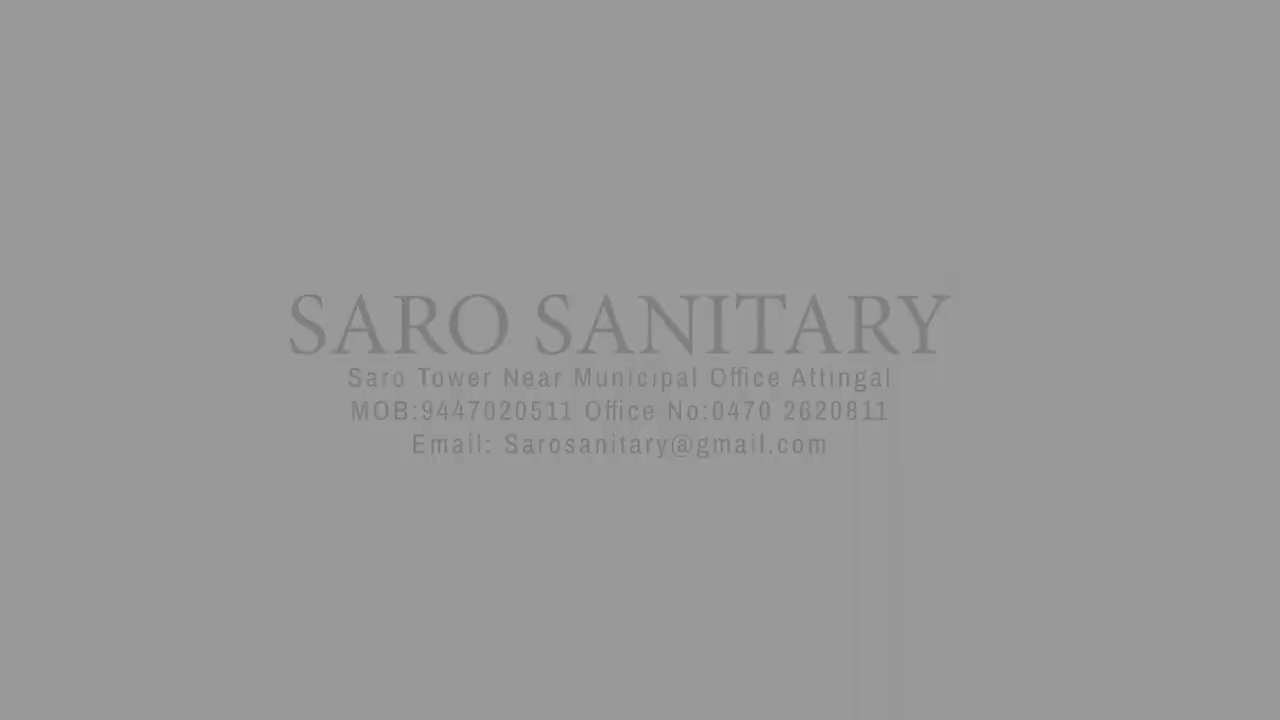 SARO SANITARY
Saro Tower Near Municipal Office Attingal
MOB:9447020511 Office No:0470 2620811
Email: Sarosanitary@gmail.com